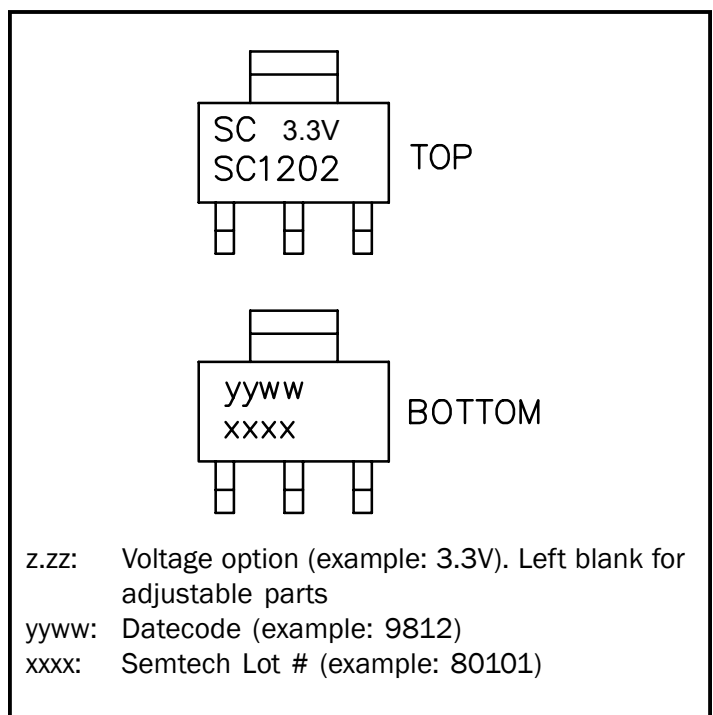 SC 3.3V
SC1202
TOP
yyww
xxxx
BOTTOM
z.zz: Voltage option (example: 3.3V). Left blank for
adjustable parts
yyww: Datecode (example: 9812)
xxxx: Semtech Lot # (example: 80101)